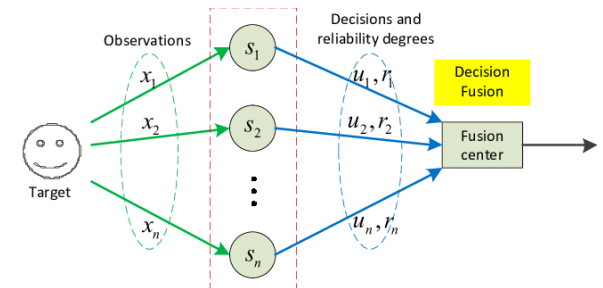 Observations
Decisions and
reliability degrees
Decision
Fusion
x1
x2
xn
s1
s2
sn
u1, r1
u2, r2
un, rn
Fusion
center
Target